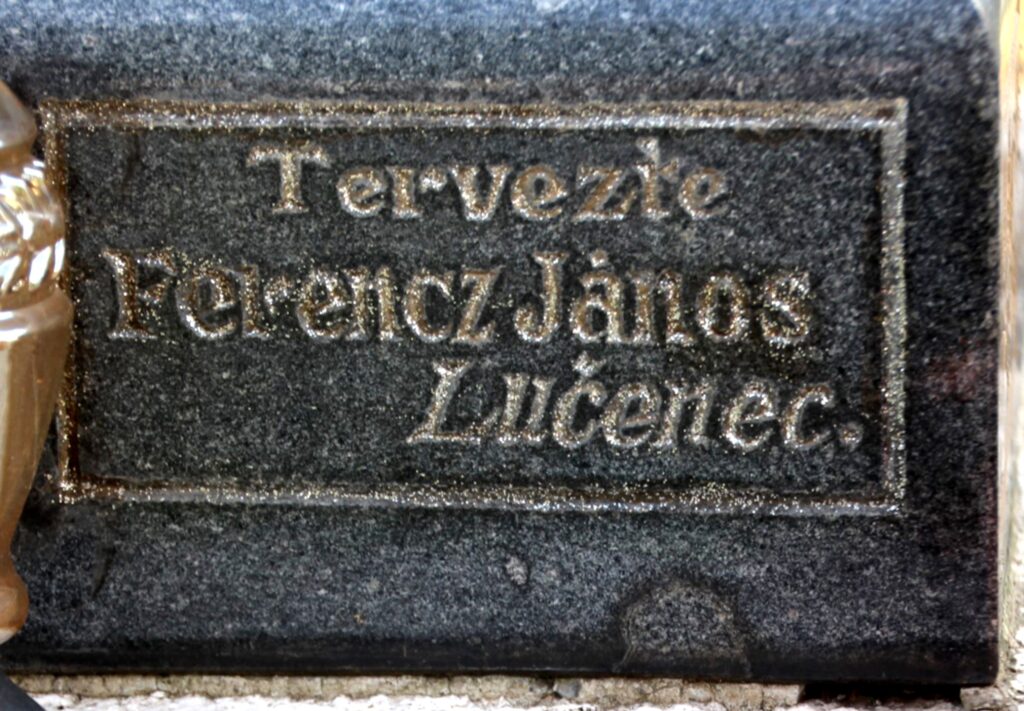 Tervezte
Ferencz János
Lučenec.